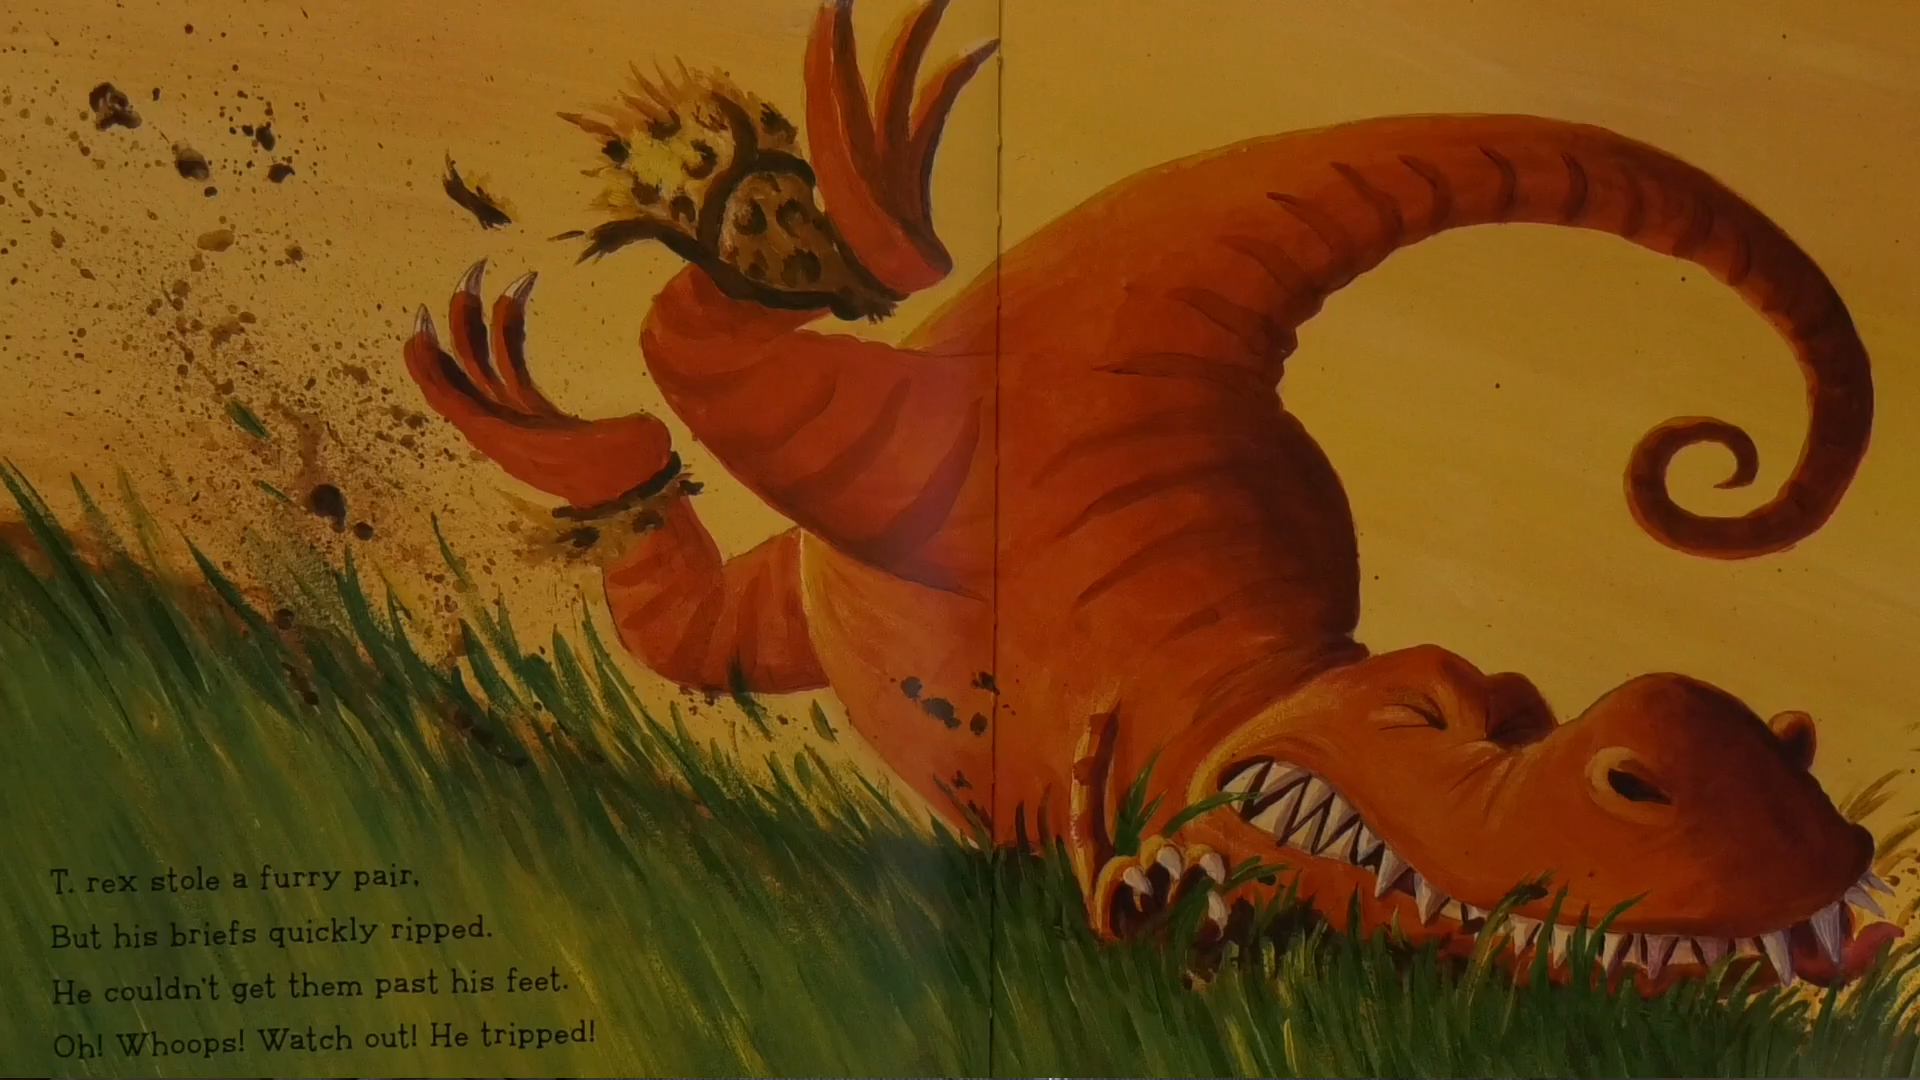 T. rex stole a furry pair,
But his briefs quickly ripped.
He couldn't get them past his feet.
Oh! Whoops! Watch out! He tripped!